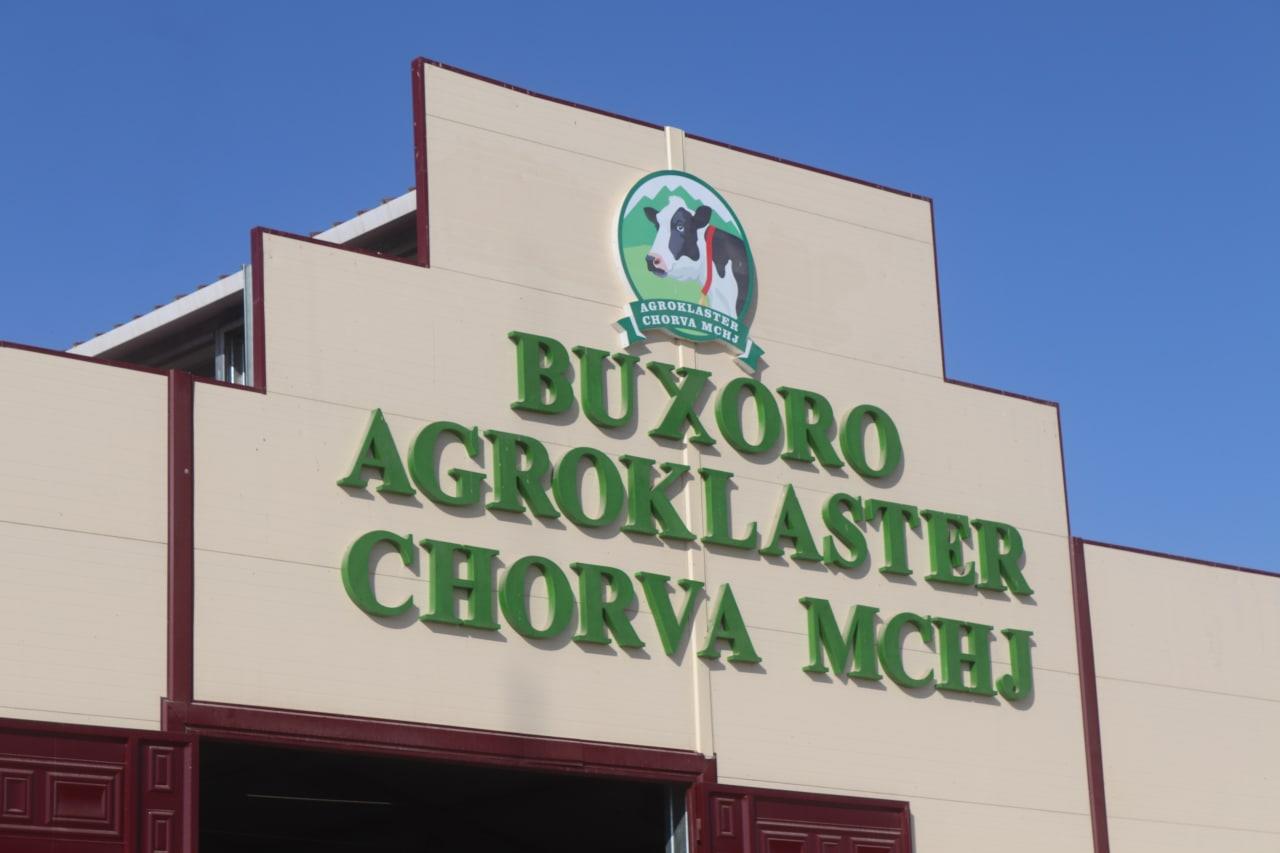 AGROKLASTER
CHORVA MCHJ
BUXORO
AGROKLASTER
CHORVA MCHJ